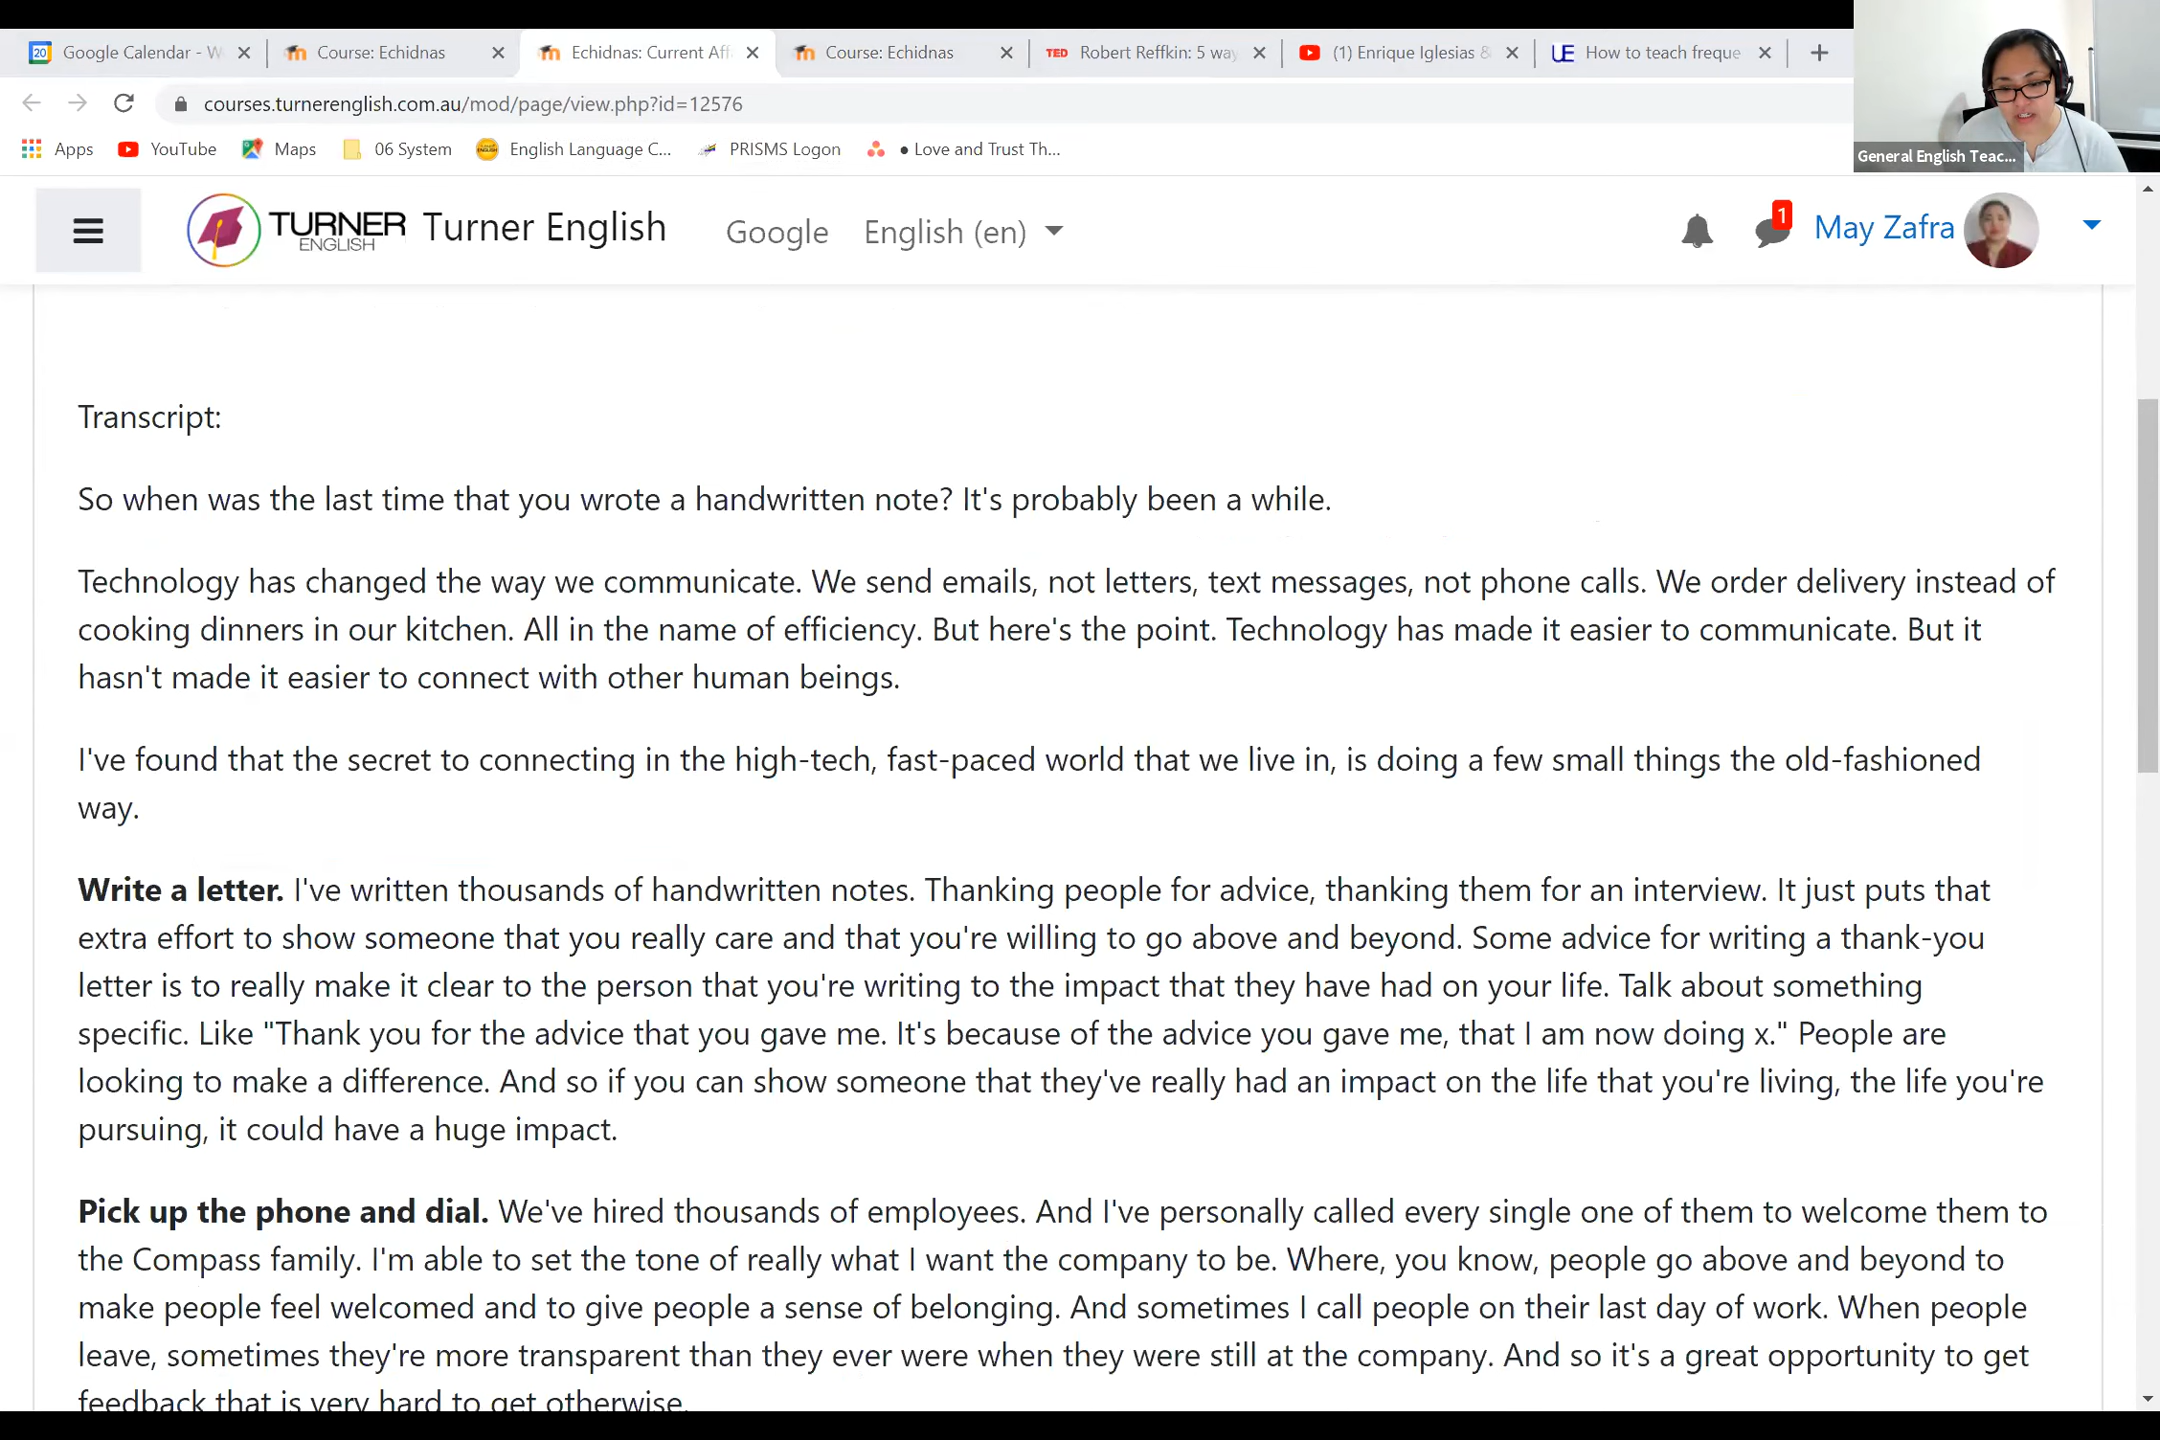 20 Google Calendar - W
Course: Echidnas
Echidnas: Current Aff
Course: Echidnas
TED Robert Reffkin: 5 way
(1) Enrique Iglesias &
UE How to teach freque
courses.turnerenglish.com.au/mod/page/view.php?id=12576
Apps YouTube Maps 06 System English Language C... PRISMS Logon ● Love and Trust Th...
General English Teac...
TURNER
ENGLISH
Turner English Google English (en) 1 May Zafra
Transcript:
So when was the last time that you wrote a handwritten note? It's probably been a while.
Technology has changed the way we communicate. We send emails, not letters, text messages, not phone calls. We order delivery instead of
cooking dinners in our kitchen. All in the name of efficiency. But here's the point. Technology has made it easier to communicate. But it
hasn't made it easier to connect with other human beings.
I've found that the secret to connecting in the high-tech, fast-paced world that we live in, is doing a few small things the old-fashioned
way.
Write a letter. I've written thousands of handwritten notes. Thanking people for advice, thanking them for an interview. It just puts that
extra effort to show someone that you really care and that you're willing to go above and beyond. Some advice for writing a thank-you
letter is to really make it clear to the person that you're writing to the impact that they have had on your life. Talk about something
specific. Like "Thank you for the advice that you gave me. It's because of the advice you gave me, that I am now doing x." People are
looking to make a difference. And so if you can show someone that they've really had an impact on the life that you're living, the life you're
pursuing, it could have a huge impact.
Pick up the phone and dial. We've hired thousands of employees. And I've personally called every single one of them to welcome them to
the Compass family. I'm able to set the tone of really what I want the company to be. Where, you know, people go above and beyond to
make people feel welcomed and to give people a sense of belonging. And sometimes I call people on their last day of work. When people
leave, sometimes they're more transparent than they ever were when they were still at the company. And so it's a great opportunity to get
feedback that is very hard to get otherwise.